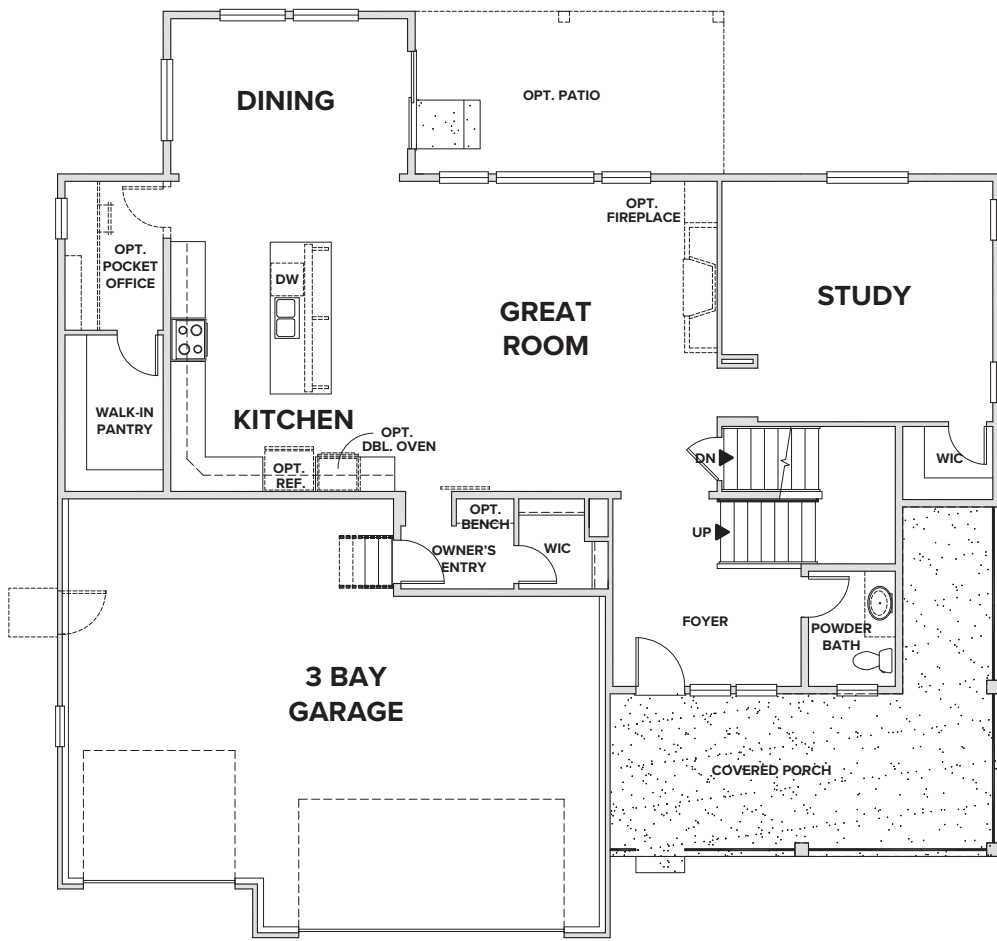 DINING
OPT. PATIO
OPT.
FIREPLACE
OPT.
POCKET
OFFICE
DW
GREAT
ROOM
STUDY
WALK-IN
PANTRY
KITCHEN
OPT.
DBL. OVEN
OPT.
REF.
DN
WIC
OPT.
BENCH
UP
OWNER'S
ENTRY
WIC
FOYER
POWDER
BATH
3 BAY
GARAGE
COVERED PORCH